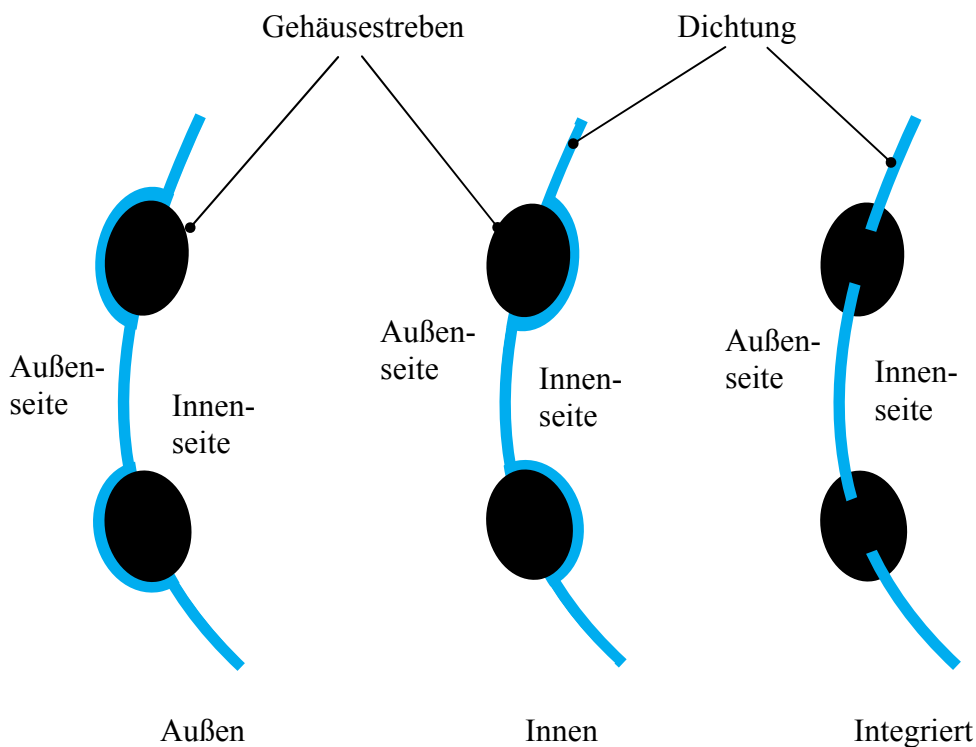 Gehäusestreben
Dichtung
Außen-
seite
Innen-
seite
Außen-
seite
Innen-
seite
Außen-
seite
Innen-
seite
Außen
Innen
Integriert